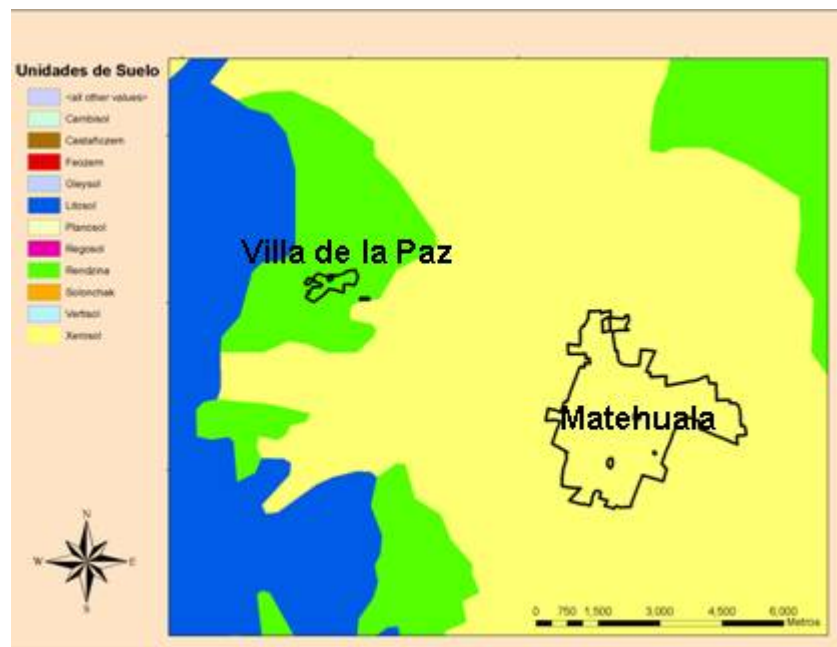 Unidades de Suelo
<all other values>
Cambisol
Castañozem
Feozem
Gleysol
Litosol
Planosol
Regosol
Rendzina
Solonchak
Vertisol
Xerosol
Villa de la Paz
Matehuala
N
W
E
S
0 750 1,500 3,000 4,500 6,000
Metros